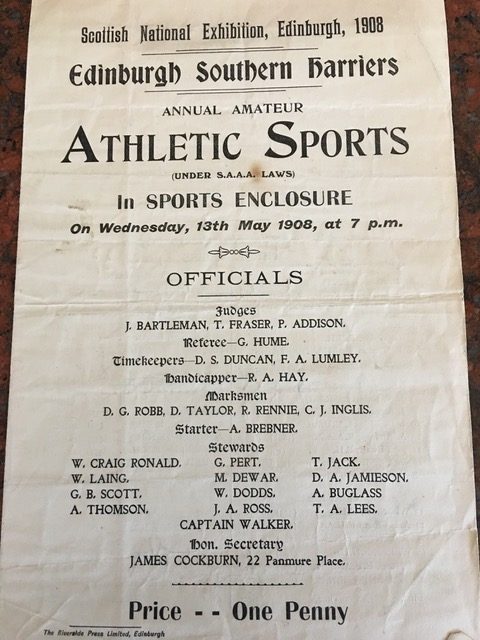 Scottish National Exhibition, Edinburgh, 1908
Edinburgh Southern Harriers
ANNUAL AMATEUR
ATHLETIC SPORTS
(UNDER S.A.A.A. LAWS)
In SPORTS ENCLOSURE
On Wednesday, 13th May 1908, at 7 p.m.
OFFICIALS
Judges
J. BARTLEMAN, T. FRASER, P. ADDISON.
Referee—G. HUME.
Timekeepers—D. S. DUNCAN, F. A. LUMLEY.
Handicapper—R. A. HAY.
Marksmen
D. G. ROBB, D. TAYLOR, R. RENNIE, C. J. INGLIS.
Starter—A. BREBNER.
Stewards
W. CRAIG RONALD. G. PERT. T. JACK.
W. LAING. M. DEWAR. D. A. JAMIESON.
G. B. SCOTT. W. DODDS. A. BUGLASS
A. THOMSON. J. A. ROSS. T. A. LEES.
CAPTAIN WALKER.
Hon. Secretary
JAMES COCKBURN, 22 Panmure Place.
Price - - One Penny
The Riverside Press Limited, Edinburgh